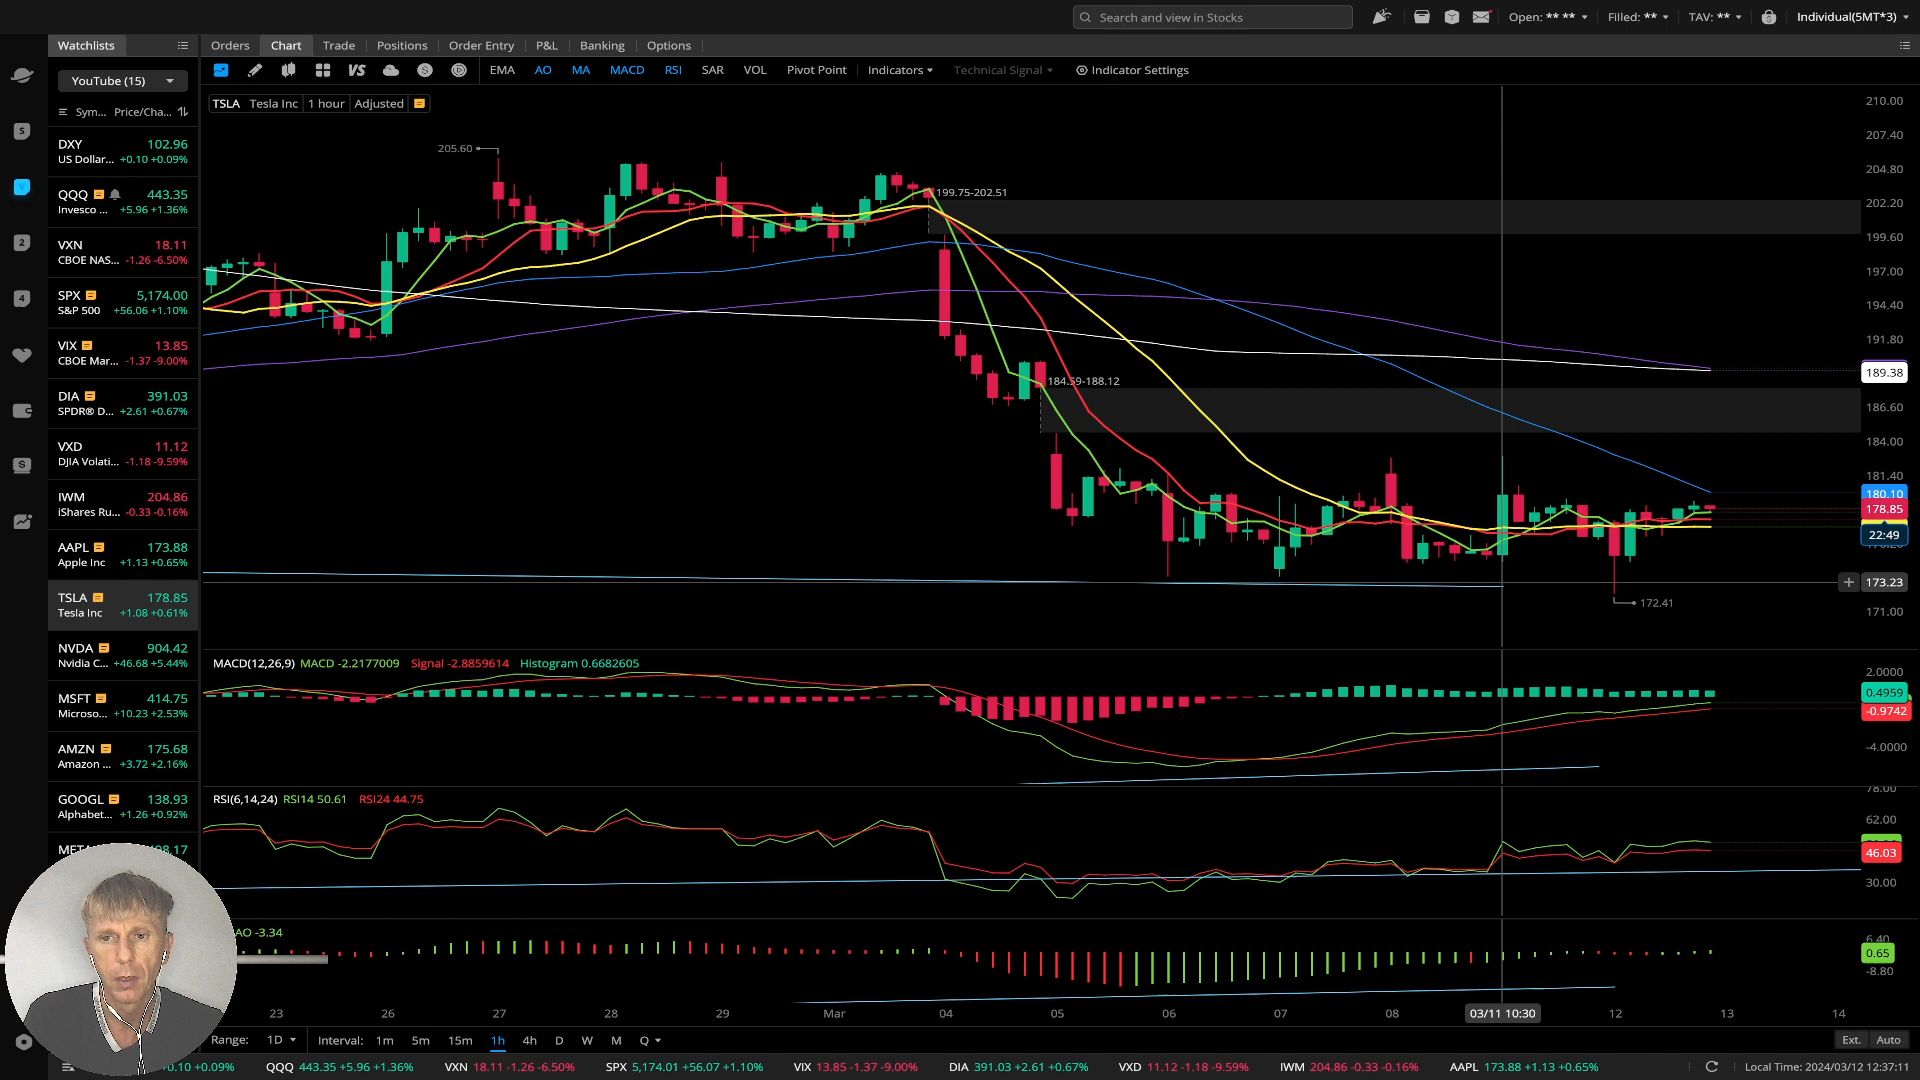 Search and view in Stocks
Open: ** **
Filled: **
TAV: **
Individual(5MT*3)
Watchlists
Orders Chart Trade Positions Order Entry P&L Banking Options
YouTube (15)
VS
EMA AO MA MACD RSI SAR VOL Pivot Point Indicators Technical Signal Indicator Settings
Sym... Price/Cha...
TSLA Tesla Inc 1 hour Adjusted
DXY 102.96
US Dollar... +0.10 +0.09%
QQQ 443.35
Invesco ... +5.96 +1.36%
VXN 18.11
CBOE NAS... -1.26 -6.50%
SPX 5,174.00
S&P 500 +56.06 +1.10%
VIX 13.85
CBOE Mar... -1.37 -9.00%
DIA 391.03
SPDR® D... +2.61 +0.67%
VXD 11.12
DJIA Volati... -1.18 -9.59%
IWM 204.86
iShares Ru... -0.33 -0.16%
AAPL 173.88
Apple Inc +1.13 +0.65%
TSLA 178.85
Tesla Inc +1.08 +0.61%
NVDA 904.42
Nvidia C... +46.68 +5.44%
MSFT 414.75
Microso... +10.23 +2.53%
AMZN 175.68
Amazon ... +3.72 +2.16%
GOOGL 138.93
Alphabet... +1.26 +0.92%
205.60
199.75-202.51
184.59-188.12
172.41
210.00
207.40
204.80
202.20
199.60
197.00
194.40
191.80
189.38
186.60
184.00
181.40
180.10
178.85
22:49
173.23
171.00
MACD(12,26,9) MACD -2.2177009 Signal -2.8859614 Histogram 0.6682605
2.0000
0.4959
-0.9742
-4.0000
RSI(6,14,24) RSI14 50.61 RSI24 44.75
78.00
62.00
46.03
30.00
AO -3.34
6.40
0.65
-8.80
23 26 27 28 29 Mar 04 05 06 07 08 03/11 10:30 12 13 14
Range: 1D Interval: 1m 5m 15m 1h 4h D W M Q
Ext. Auto
+0.10 +0.09% QQQ 443.35 +5.96 +1.36% VXN 18.11 -1.26 -6.50% SPX 5,174.01 +56.07 +1.10% VIX 13.85 -1.37 -9.00% DIA 391.03 +2.61 +0.67% VXD 11.12 -1.18 -9.59% IWM 204.86 -0.33 -0.16% AAPL 173.88 +1.13 +0.65%
Local Time: 2024/03/12 12:37:11